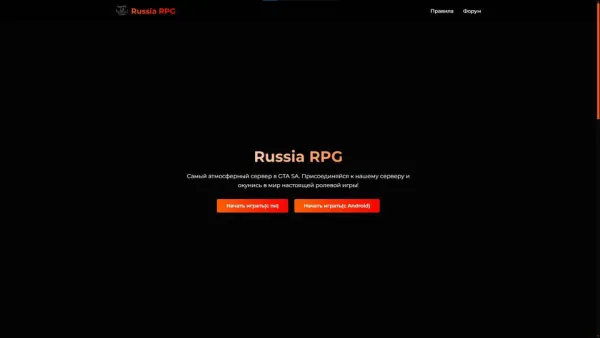 Russia RPG
Правила
Форум
Russia RPG
Самый атмосферный сервер в GTA SA. Присоединяйся к нашему серверу и
окунись в мир настоящей ролевой игры!
Начать играть(с пк)
Начать играть(с Android)